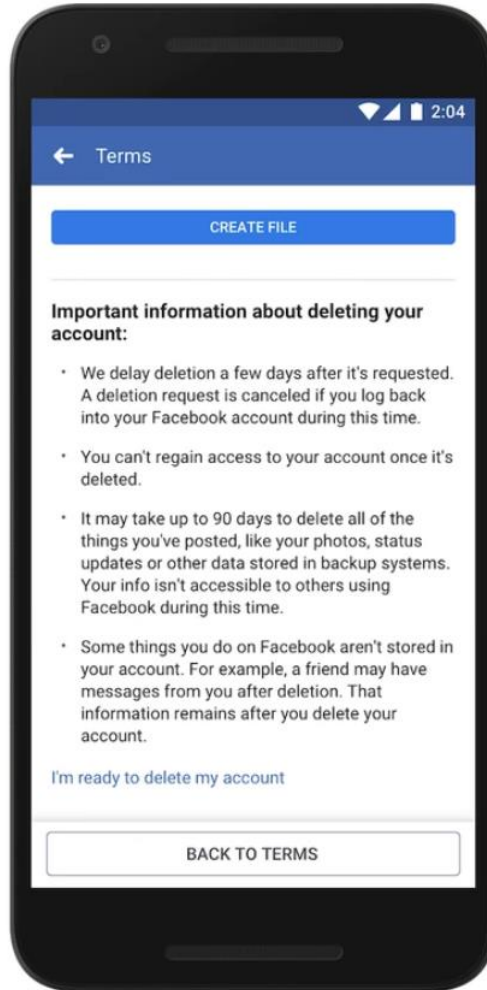 2:04
Terms
CREATE FILE
Important information about deleting your
account:
· We delay deletion a few days after it's requested.
A deletion request is canceled if you log back
into your Facebook account during this time.
· You can't regain access to your account once it's
deleted.
· It may take up to 90 days to delete all of the
things you've posted, like your photos, status
updates or other data stored in backup systems.
Your info isn't accessible to others using
Facebook during this time.
· Some things you do on Facebook aren't stored in
your account. For example, a friend may have
messages from you after deletion. That
information remains after you delete your
account.
I'm ready to delete my account
BACK TO TERMS